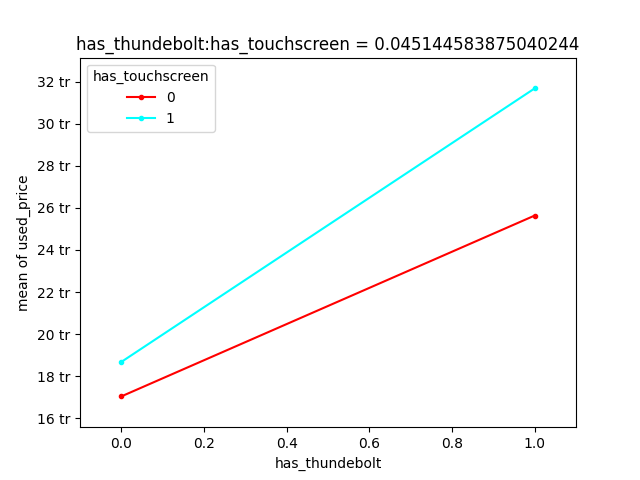 has_thundebolt:has_touchscreen = 0.045144583875040244
has_touchscreen
0
1
32 tr
30 tr
28 tr
26 tr
24 tr
22 tr
20 tr
18 tr
16 tr
mean of used_price
0.0 0.2 0.4 0.6 0.8 1.0
has_thundebolt